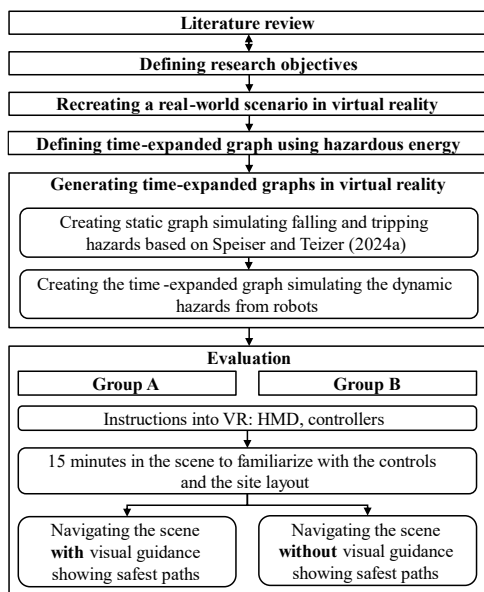 Literature review
Defining research objectives
Recreating a real-world scenario in virtual reality
Defining time-expanded graph using hazardous energy
Generating time-expanded graphs in virtual reality
Creating static graph simulating falling and tripping
hazards based on Speiser and Teizer (2024a)
Creating the time-expanded graph simulating the dynamic
hazards from robots
Evaluation
Group A
Group B
Instructions into VR: HMD, controllers
15 minutes in the scene to familiarize with the controls
and the site layout
Navigating the scene
with visual guidance
showing safest paths
Navigating the scene
without visual guidance
showing safest paths